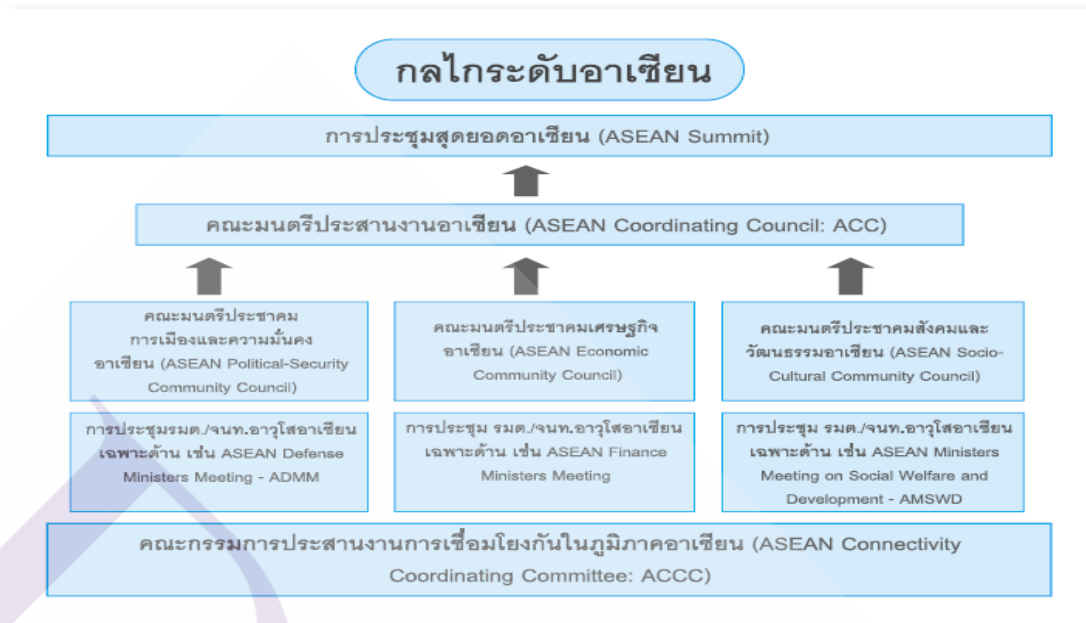 กลไกระดับอาเซียน
การประชุมสุดยอดอาเซียน (ASEAN Summit)
คณะมนตรีประสานงานอาเซียน (ASEAN Coordinating Council: ACC)
คณะมนตรีประชาคม
การเมืองและความมั่นคง
อาเซียน (ASEAN Political-Security
Community Council)
คณะมนตรีประชาคมเศรษฐกิจ
อาเซียน (ASEAN Economic
Community Council)
คณะมนตรีประชาคมสังคมและ
วัฒนธรรมอาเซียน (ASEAN Socio-
Cultural Community Council)
การประชุมรมต./จนท.อาวุโสอาเซียน
เฉพาะด้าน เช่น ASEAN Defense
Ministers Meeting - ADMM
การประชุม รมต./จนท.อาวุโสอาเซียน
เฉพาะด้าน เช่น ASEAN Finance
Ministers Meeting
การประชุม รมต./จนท.อาวุโสอาเซียน
เฉพาะด้าน เช่น ASEAN Ministers
Meeting on Social Welfare and
Development - AMSWD
คณะกรรมการประสานงานการเชื่อมโยงกันในภูมิภาคอาเซียน (ASEAN Connectivity
Coordinating Committee: ACCC)